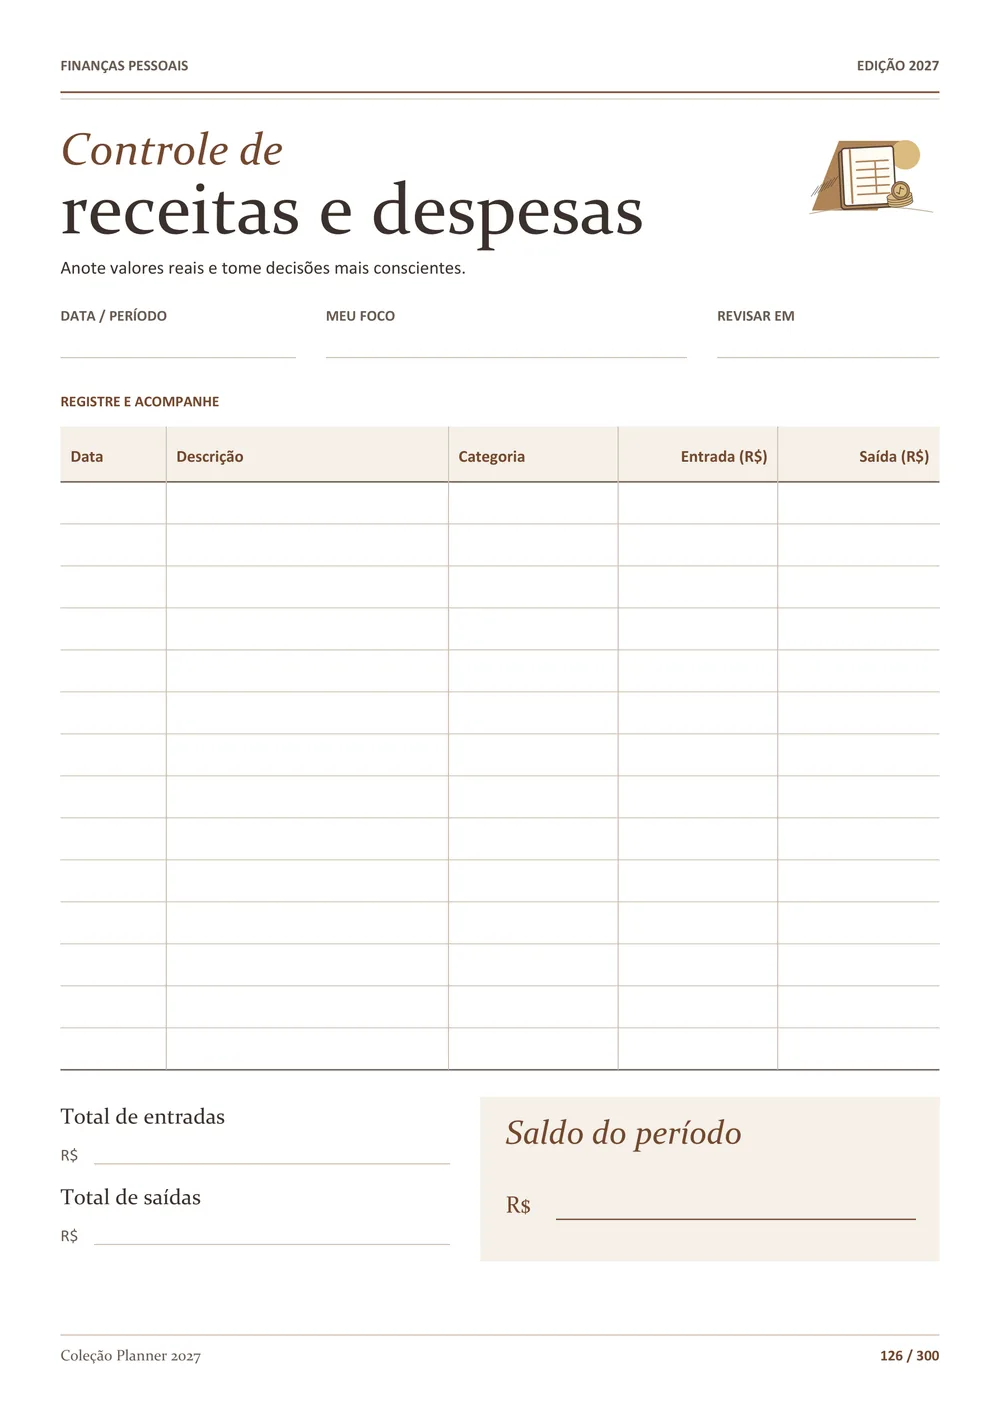 FINANÇAS PESSOAIS
EDIÇÃO 2027
Controle de
receitas e despesas
Anote valores reais e tome decisões mais conscientes.
DATA / PERÍODO
MEU FOCO
REVISAR EM
REGISTRE E ACOMPANHE
Data
Descrição
Categoria
Entrada (R$)
Saída (R$)
Total de entradas
R$
Total de saídas
R$
Saldo do período
R$
Coleção Planner 2027
126 / 300